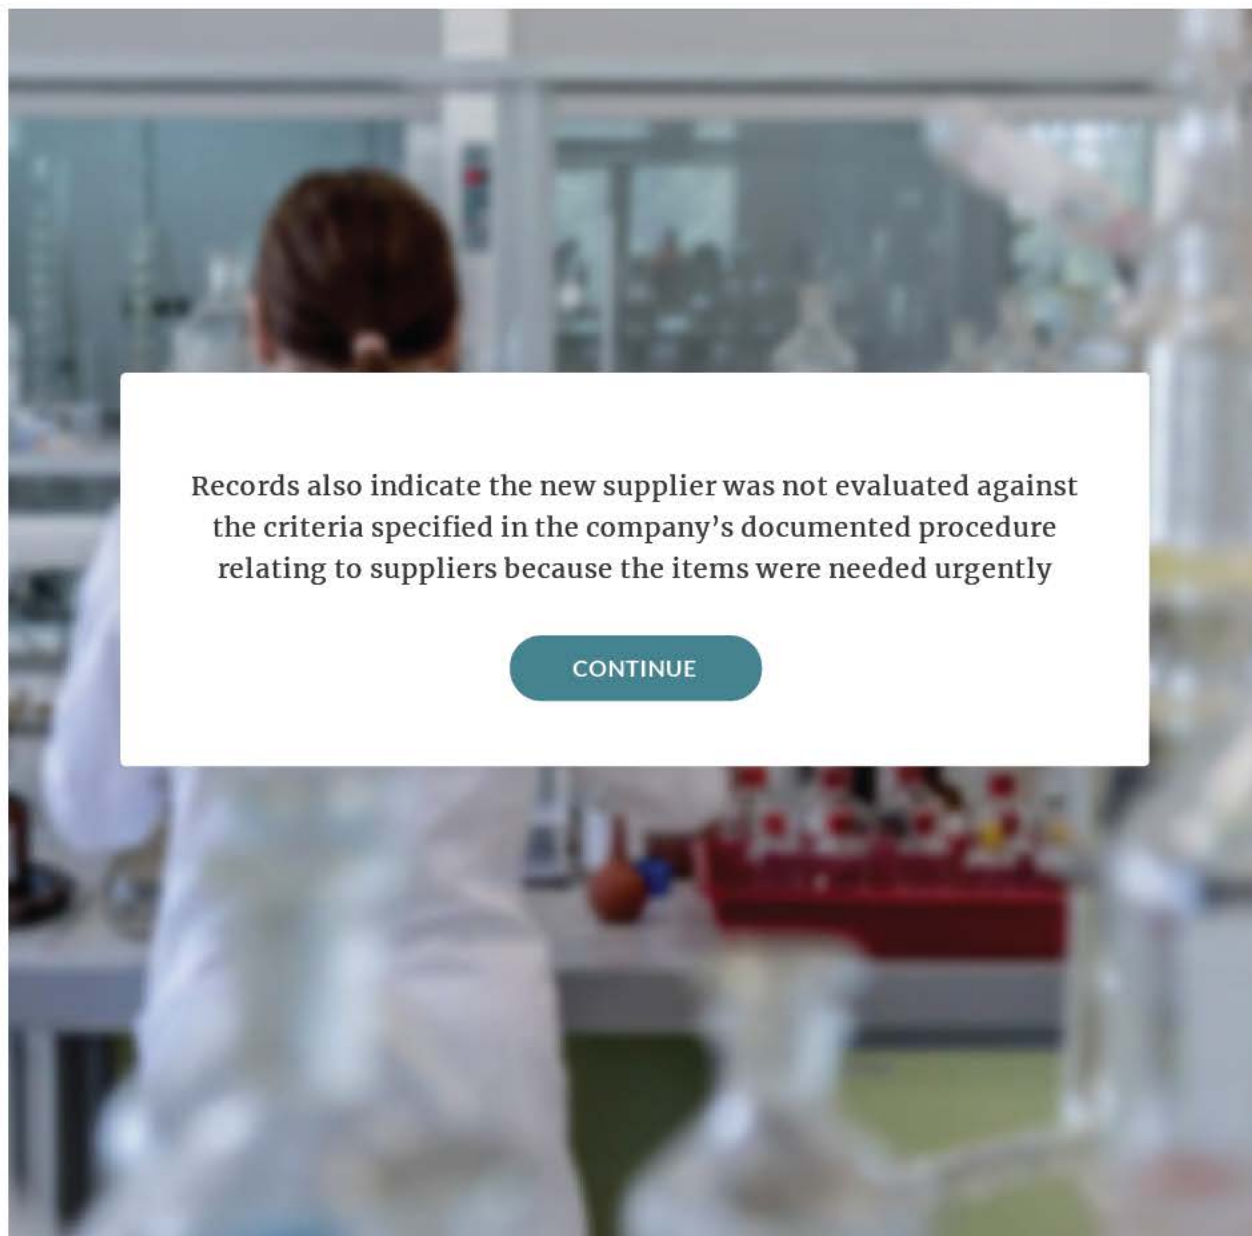 Records also indicate the new supplier was not evaluated against
the criteria specified in the company’s documented procedure
relating to suppliers because the items were needed urgently
CONTINUE